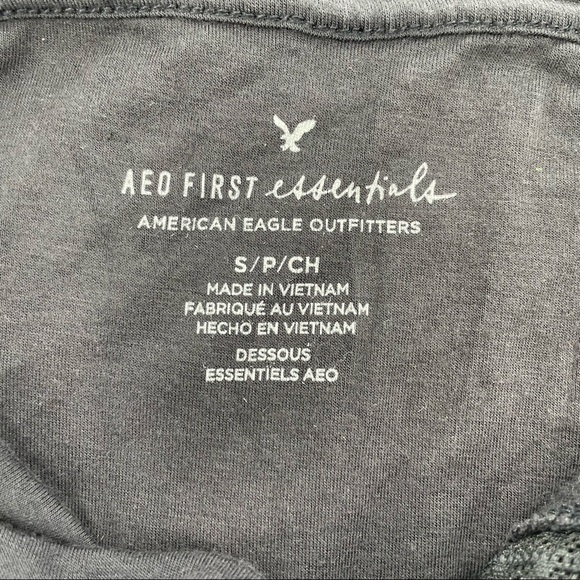 AEO FIRST essentials
AMERICAN EAGLE OUTFITTERS
S/P/CH
MADE IN VIETNAM
FABRIQUÉ AU VIETNAM
HECHO EN VIETNAM
DESSOUS
ESSENTIELS AEO